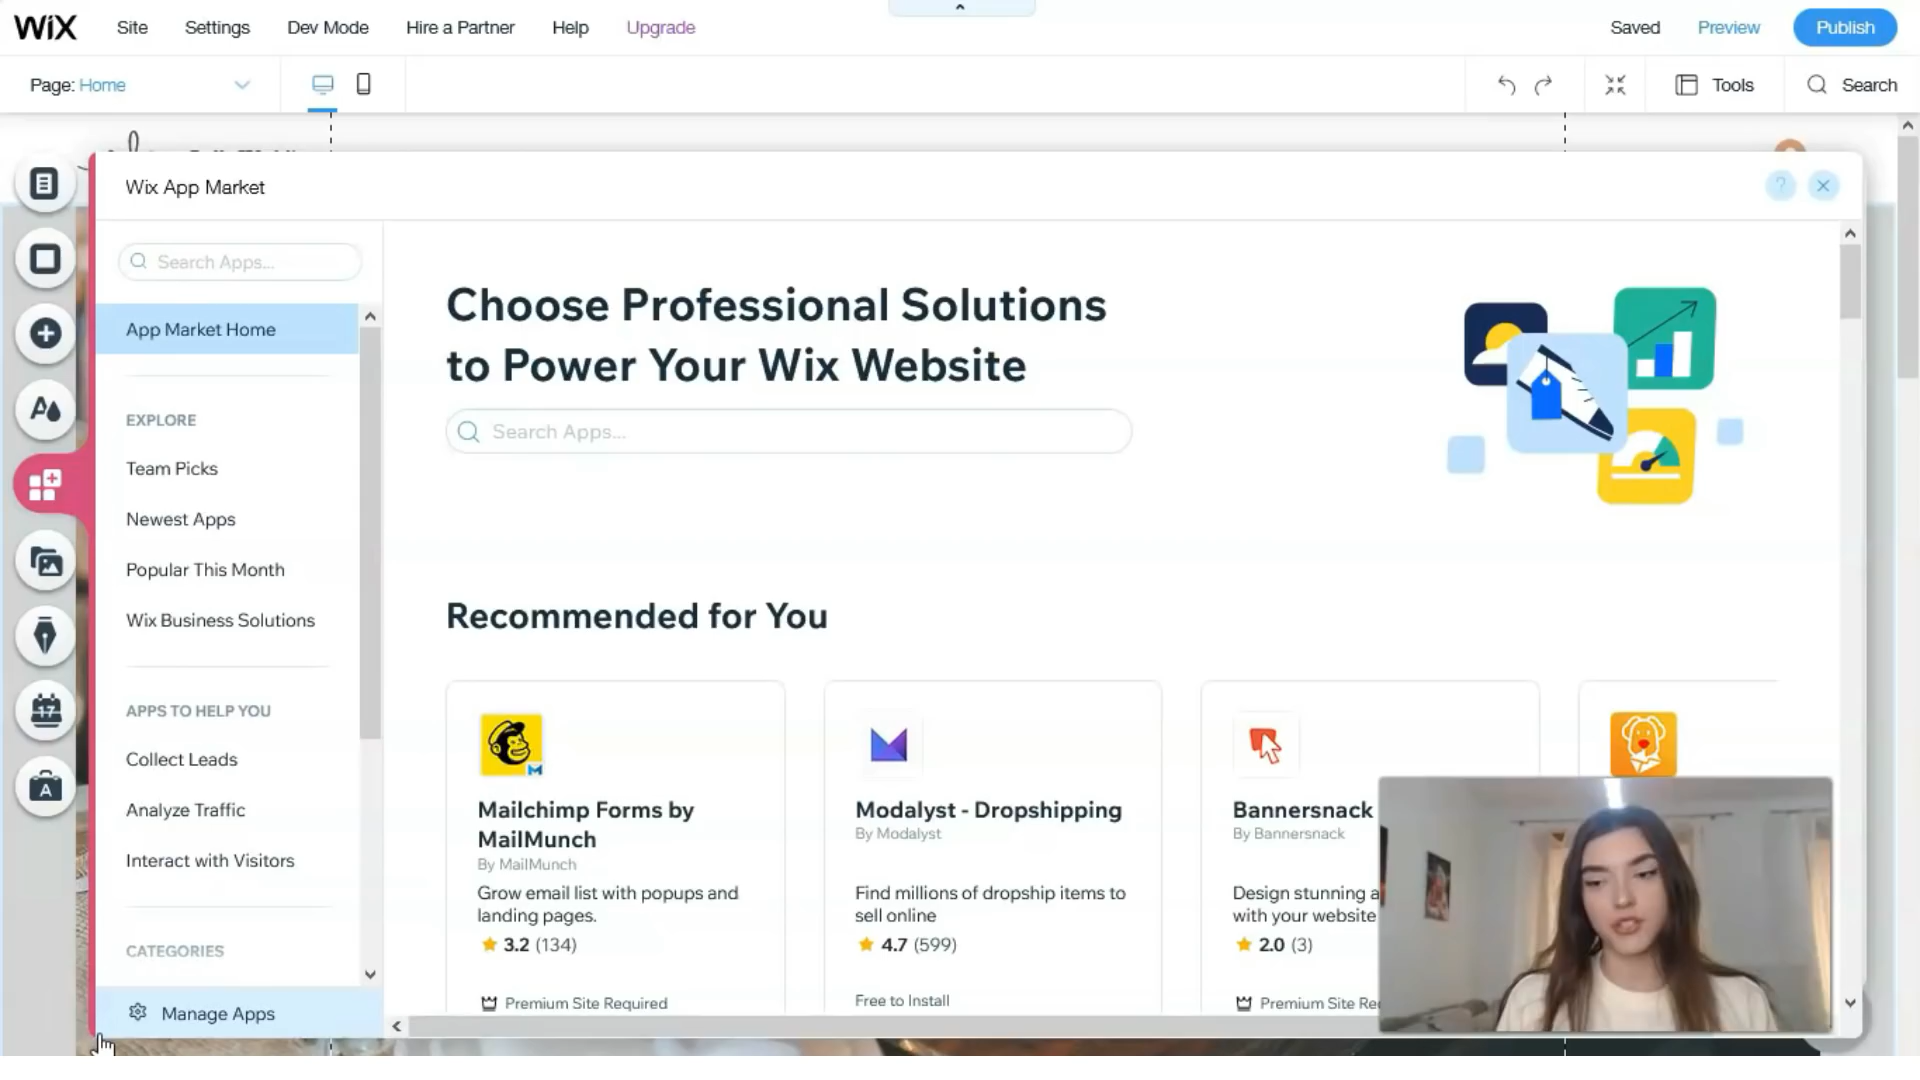 WiX
Site
Settings
Dev Mode
Hire a Partner
Help
Upgrade
Saved
Preview
Publish
Page: Home
Tools
Search
Wix App Market
?
Search Apps...
App Market Home
EXPLORE
Team Picks
Newest Apps
Popular This Month
Wix Business Solutions
APPS TO HELP YOU
Collect Leads
Analyze Traffic
Interact with Visitors
CATEGORIES
Manage Apps
Choose Professional Solutions
to Power Your Wix Website
Search Apps...
Recommended for You
Mailchimp Forms by
MailMunch
By MailMunch
Grow email list with popups and
landing pages.
3.2 (134)
Premium Site Required
Modalyst - Dropshipping
By Modalyst
Find millions of dropship items to
sell online
4.7 (599)
Free to Install
Bannersnack
By Bannersnack
Design stunning a
with your website
2.0 (3)
Premium Site Re
17
A